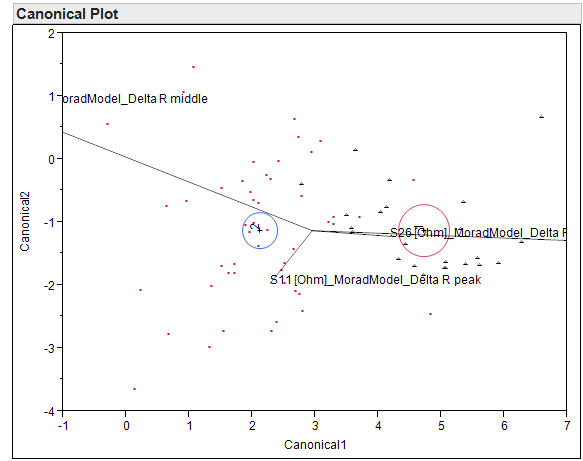 Canonical Plot
2
1
0
-1
-2
-3
-4
Canonical2
oradModel_Delta R middle
2
S26 [Ohm]_MoradModel_Delta R
S11 [Ohm]_MoradModel_Delta R peak
-1
0
1
2
3
4
5
6
7
Canonical1